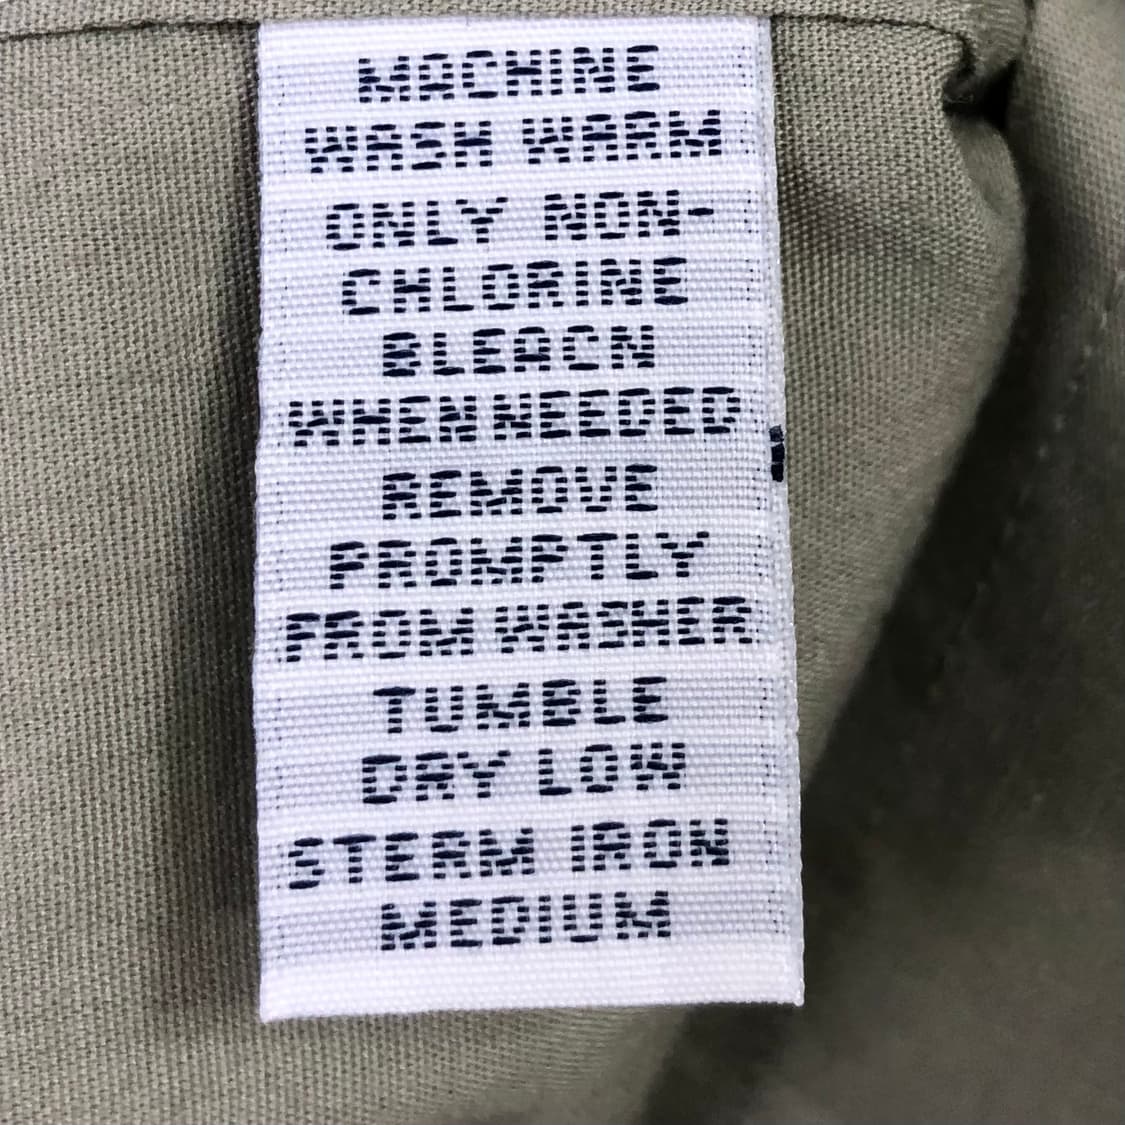 MACHINE
WASH WARM
ONLY NON-
CHLORINE
BLEACN
WHEN NEEDED
REMOVE
PROMPTLY
FROM WASHER
TUMBLE
DRY LOW
STEAM IRON
MEDIUM